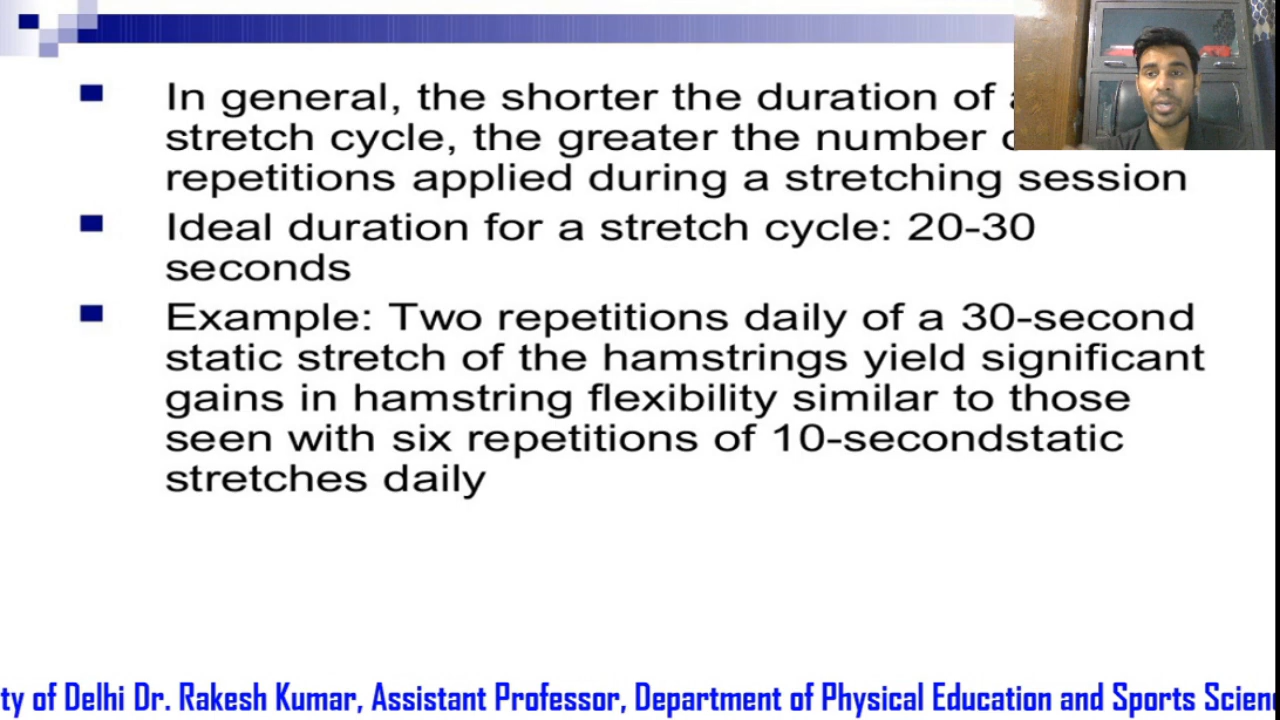 In general, the shorter the duration of
stretch cycle, the greater the number
repetitions applied during a stretching session
Ideal duration for a stretch cycle: 20-30
seconds
Example: Two repetitions daily of a 30-second
static stretch of the hamstrings yield significant
gains in hamstring flexibility similar to those
seen with six repetitions of 10-secondstatic
stretches daily
ty of Delhi Dr. Rakesh Kumar, Assistant Professor, Department of Physical Education and Sports Scien